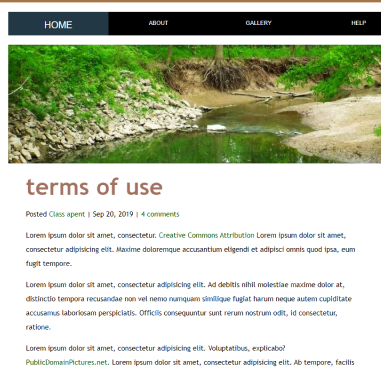 HOME ABOUT GALLERY HELP
terms of use
Posted Class apent | Sep 20, 2019 | 4 comments
Lorem ipsum dolor sit amet, consectetur. Creative Commons Attribution Lorem ipsum dolor sit amet,
consectetur adipisicing elit. Maxime doloremque accusantium eligendi et adipisci omnis quod ipsa, eum
fugit tempore.
Lorem ipsum dolor sit amet, consectetur adipisicing elit. Ad debitis nihil molestiae maxime dolor at,
distinctio tempora recusandae non vel nemo numquam similique fugiat harum neque autem cupiditate
accusamus laboriosam perspiciatis. Officiis consequuntur sunt rerum nostrum odit, id consectetur,
ratione.
Lorem ipsum dolor sit amet, consectetur adipisicing elit. Voluptatibus, explicabo?
PublicDomainPictures.net. Lorem ipsum dolor sit amet, consectetur adipisicing elit. Ab tempore, facilis